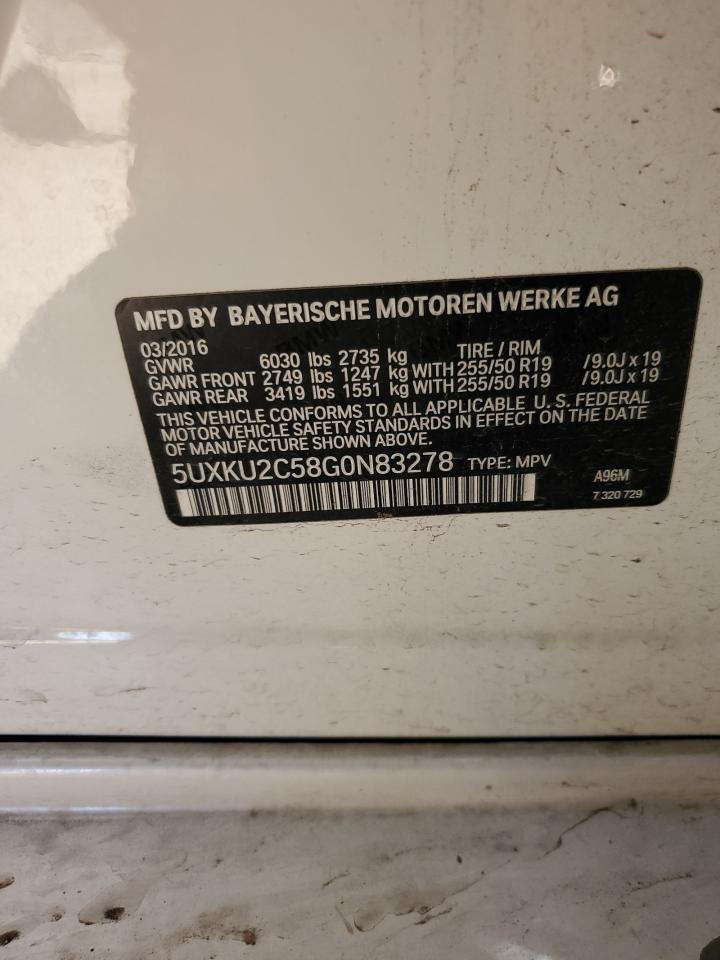 MFD BY BAYERISCHE MOTOREN WERKE AG
03/2016 TIRE / RIM
GVWR 6030 lbs 2735 kg
GAWR FRONT 2749 lbs 1247 kg WITH 255/50 R19 /9.0J x 19
GAWR REAR 3419 lbs 1551 kg WITH 255/50 R19 /9.0J x 19
THIS VEHICLE CONFORMS TO ALL APPLICABLE U.S. FEDERAL
MOTOR VEHICLE SAFETY STANDARDS IN EFFECT ON THE DATE
OF MANUFACTURE SHOWN ABOVE.
5UXKU2C58G0N83278 TYPE: MPV
A96M
7 320 729